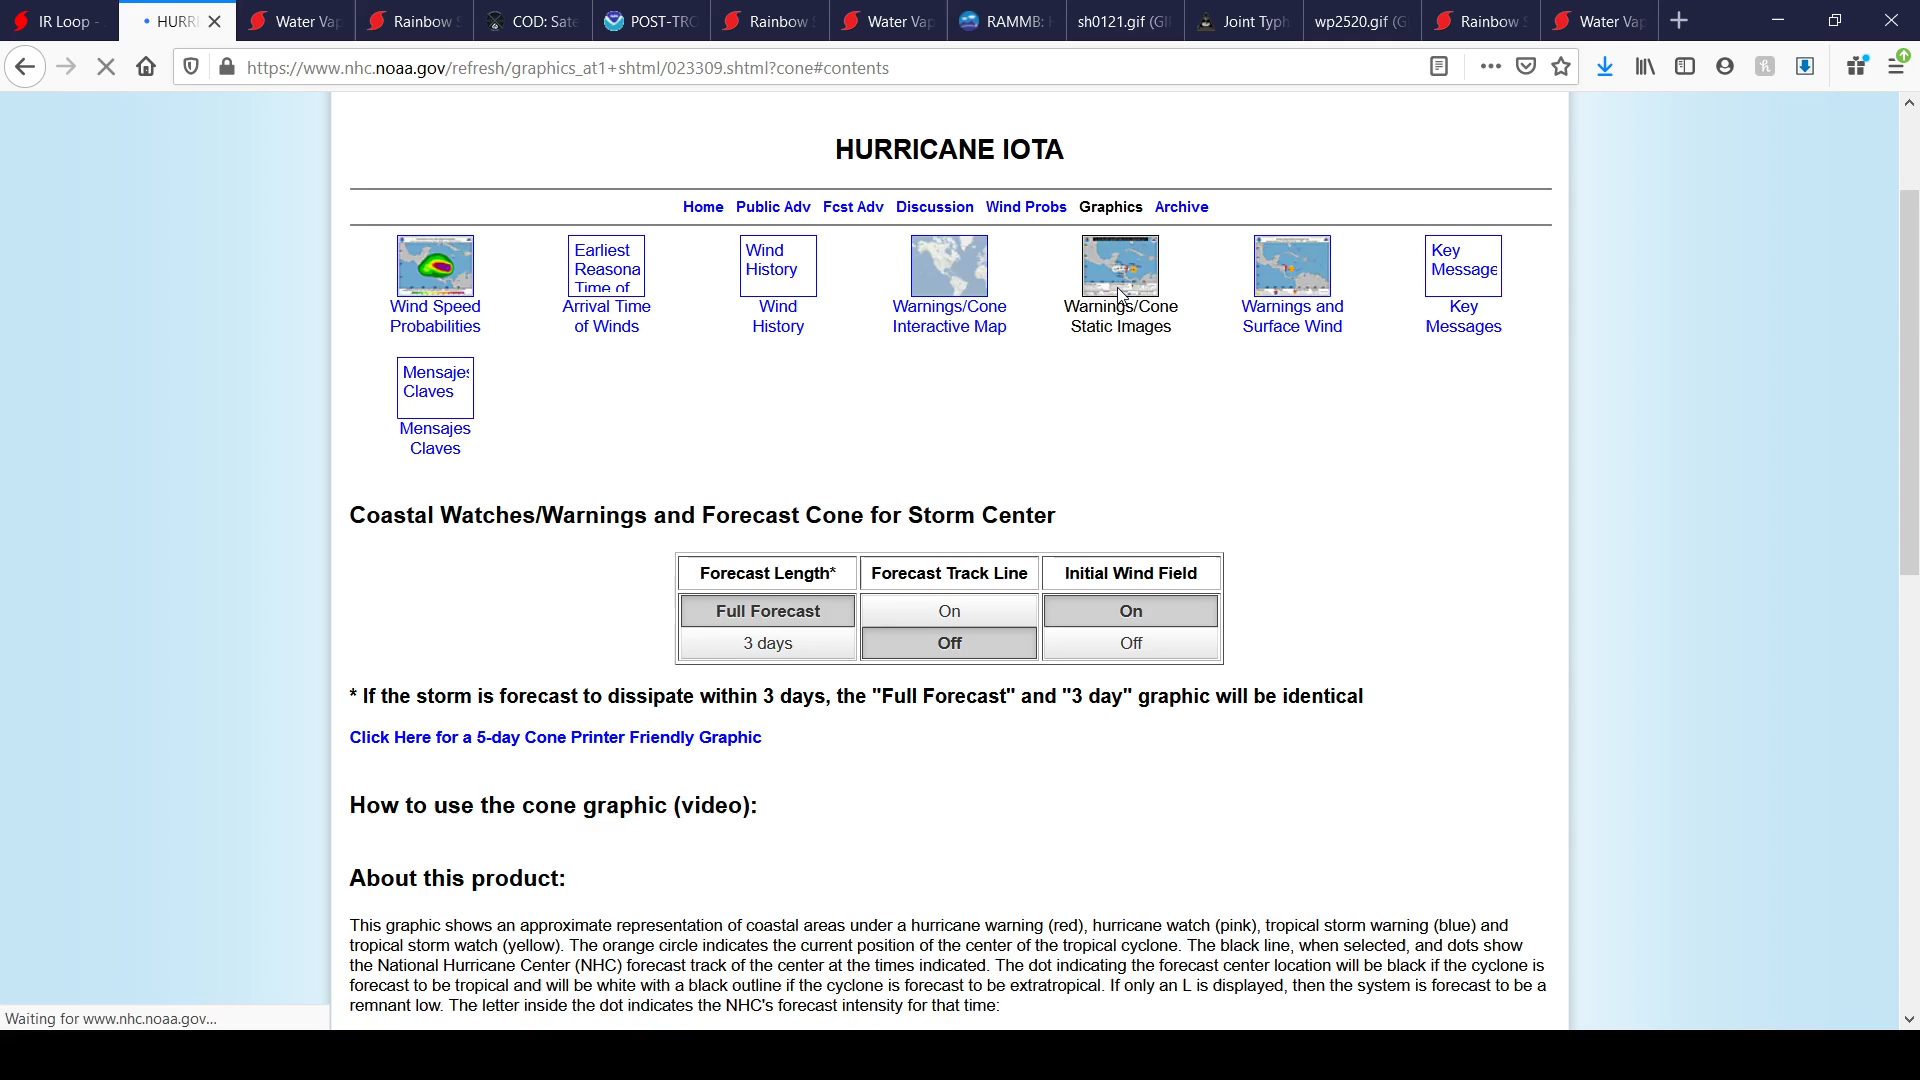 IR Loop -
HURRI
Water Vap
Rainbow S
COD: Sate
POST-TRO
Rainbow S
Water Vap
RAMMB: H
sh0121.gif (GI
Joint Typh
wp2520.gif (G
Rainbow S
Water Vap
https://www.nhc.noaa.gov/refresh/graphics_at1+shtml/023309.shtml?cone#contents
HURRICANE IOTA
Home Public Adv Fcst Adv Discussion Wind Probs Graphics Archive
Earliest
Reasona
Time of
Wind
History
Key
Message
Wind Speed
Probabilities
Arrival Time
of Winds
Wind
History
Warnings/Cone
Interactive Map
Warnings/Cone
Static Images
Warnings and
Surface Wind
Key
Messages
Mensajes
Claves
Mensajes
Claves
Coastal Watches/Warnings and Forecast Cone for Storm Center
Forecast Length* Forecast Track Line Initial Wind Field
Full Forecast On On
3 days Off Off
* If the storm is forecast to dissipate within 3 days, the "Full Forecast" and "3 day" graphic will be identical
Click Here for a 5-day Cone Printer Friendly Graphic
How to use the cone graphic (video):
About this product:
This graphic shows an approximate representation of coastal areas under a hurricane warning (red), hurricane watch (pink), tropical storm warning (blue) and
tropical storm watch (yellow). The orange circle indicates the current position of the center of the tropical cyclone. The black line, when selected, and dots show
the National Hurricane Center (NHC) forecast track of the center at the times indicated. The dot indicating the forecast center location will be black if the cyclone is
forecast to be tropical and will be white with a black outline if the cyclone is forecast to be extratropical. If only an L is displayed, then the system is forecast to be a
remnant low. The letter inside the dot indicates the NHC's forecast intensity for that time:
Waiting for www.nhc.noaa.gov...